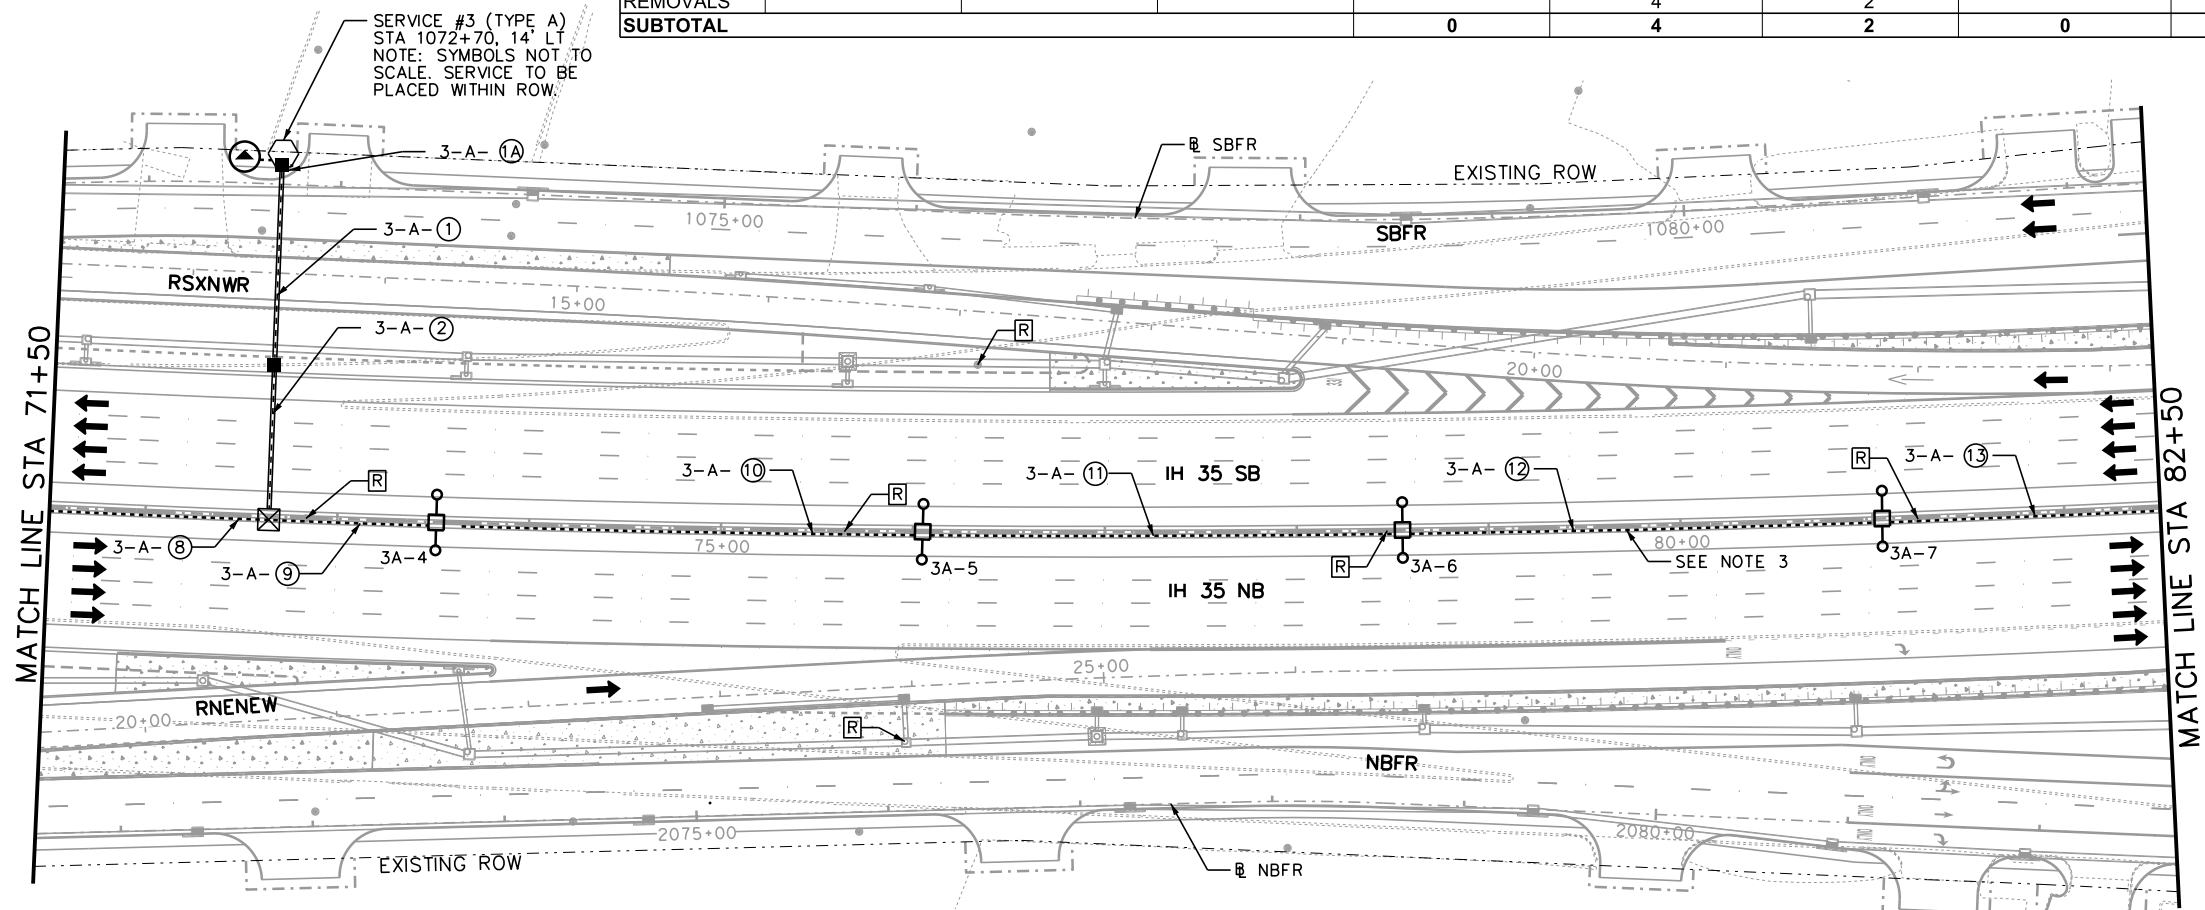 REMOVALS 4 2
SUBTOTAL 0 4 2 0
SERVICE #3 (TYPE A)
STA 1072+70, 14' LT
NOTE: SYMBOLS NOT TO
SCALE. SERVICE TO BE
PLACED WITHIN ROW.
3-A- 1A
BL SBFR
EXISTING ROW
3-A- 1
1075+00
SBFR
1080+00
RSXNWR
15+00
3-A- 2
R
20+00
MATCH LINE STA 71+50
MATCH LINE STA 82+50
R
3-A- 10
R
3-A- 11
IH 35 SB
3-A- 12
R
3-A- 13
3-A- 8
3-A- 9
3A-4
75+00
3A-5
R
3A-6
80+00
SEE NOTE 3
3A-7
IH 35 NB
25+00
RNENEW
20+00
R
NBFR
2075+00
2080+00
EXISTING ROW
BL NBFR